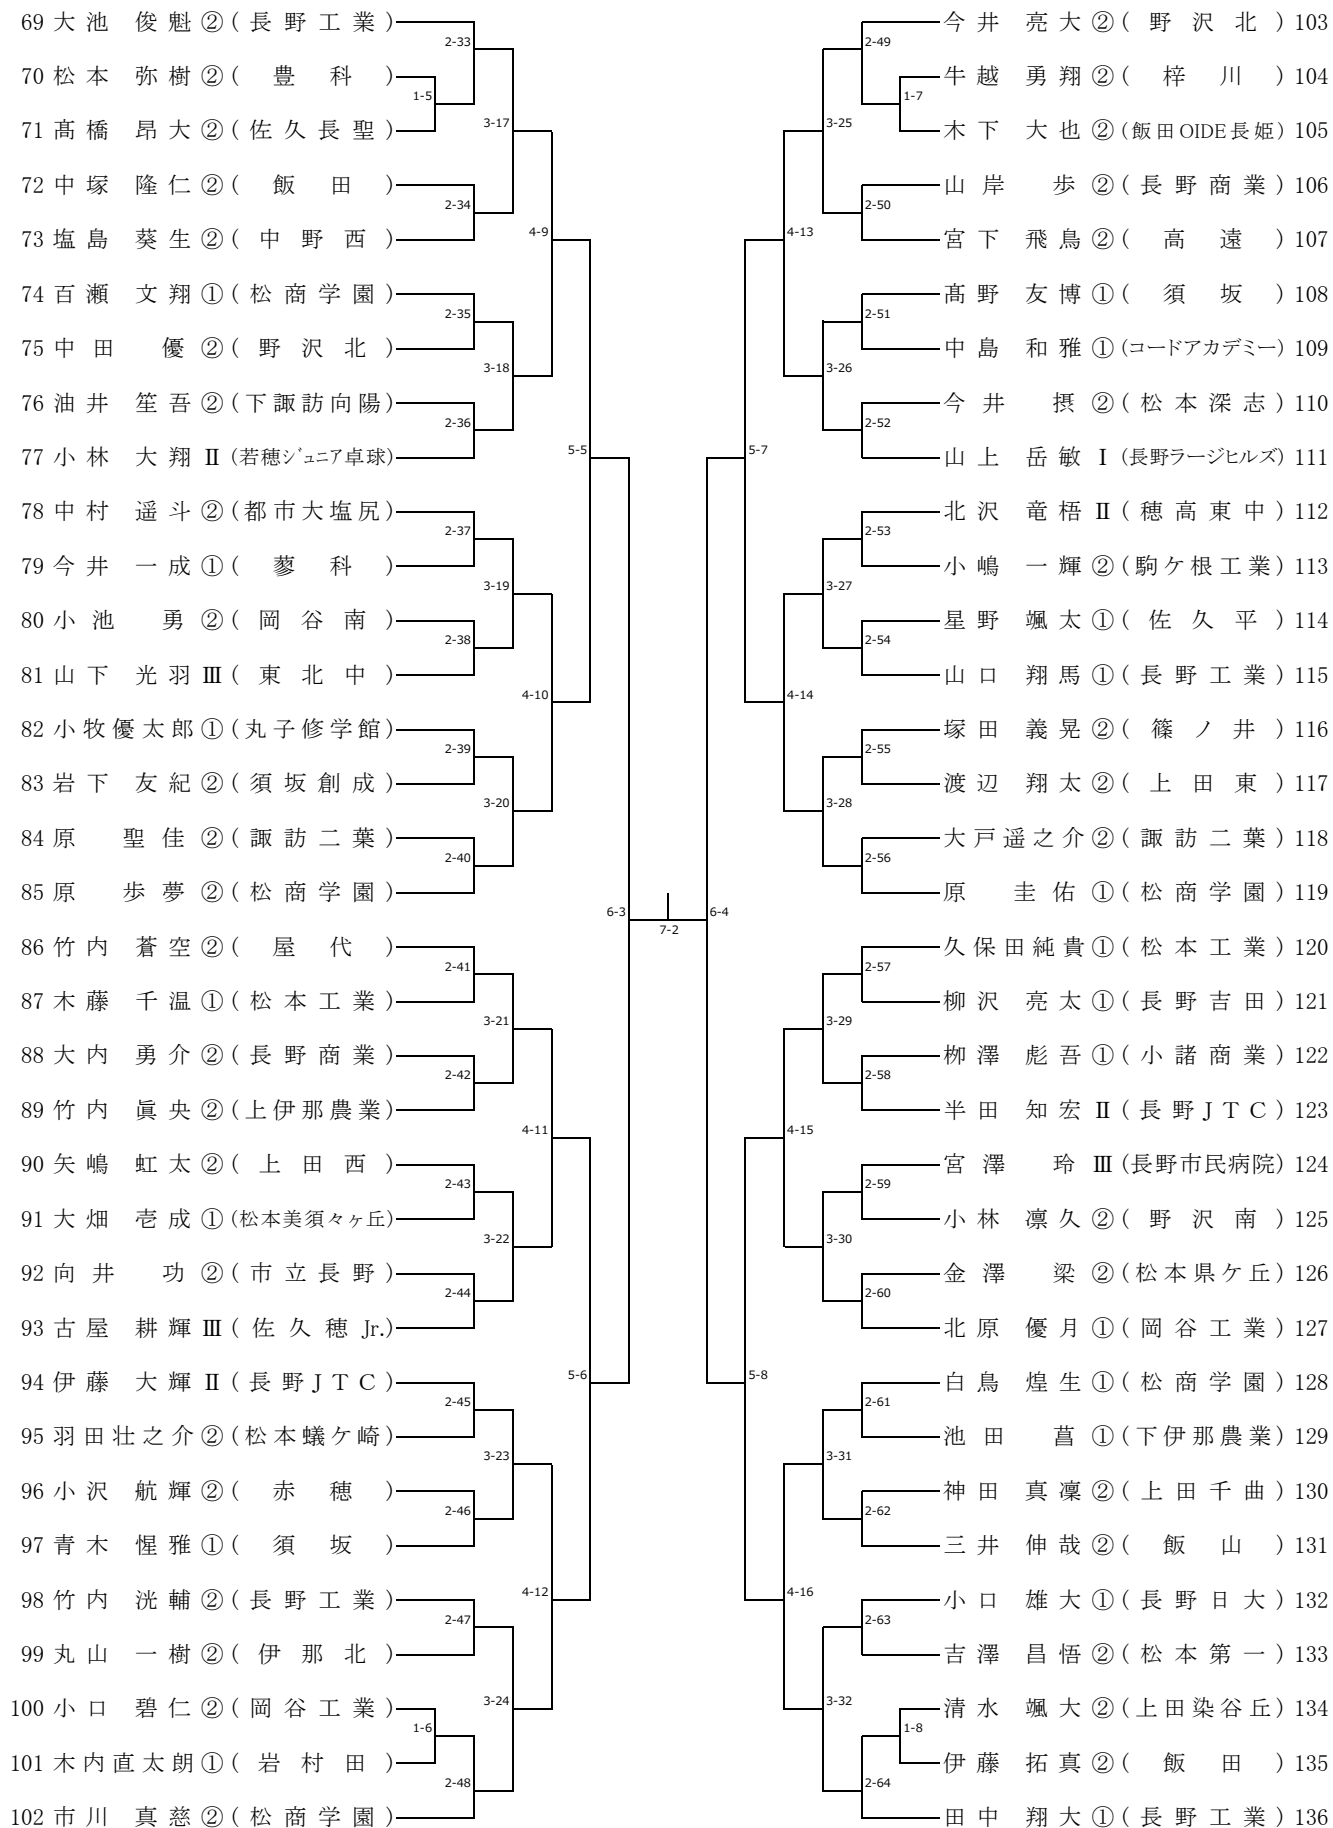 69 大池 俊魁 ② (長野工業)
2-33
70 松本 弥樹 ② (豊科)
1-5
71 髙橋 昂大 ② (佐久長聖)
3-17
72 中塚 隆仁 ② (飯田)
2-34
73 塩島 葵生 ② (中野西)
4-9
74 百瀬 文翔 ① (松商学園)
2-35
75 中田 優 ② (野沢北)
3-18
76 油井 笙吾 ② (下諏訪向陽)
2-36
77 小林 大翔 Ⅱ (若穂ジュニア卓球)
5-5
78 中村 遥斗 ② (都市大塩尻)
2-37
79 今井 一成 ① (蓼科)
3-19
80 小池 勇 ② (岡谷南)
2-38
81 山下 光羽 Ⅲ (東北中)
4-10
82 小牧優太郎 ① (丸子修学館)
2-39
83 岩下 友紀 ② (須坂創成)
3-20
84 原 聖佳 ② (諏訪二葉)
2-40
85 原 歩夢 ② (松商学園)
6-3
7-2
86 竹内 蒼空 ② (屋代)
2-41
87 木藤 千温 ① (松本工業)
3-21
88 大内 勇介 ② (長野商業)
2-42
89 竹内 眞央 ② (上伊那農業)
4-11
90 矢嶋 虹太 ② (上田西)
2-43
91 大畑 壱成 ① (松本美須々ヶ丘)
3-22
92 向井 功 ② (市立長野)
2-44
93 古屋 耕輝 Ⅲ (佐久穂 Jr.)
5-6
94 伊藤 大輝 Ⅱ (長野JTC)
2-45
95 羽田壮之介 ② (松本蟻ケ崎)
3-23
96 小沢 航輝 ② (赤穂)
2-46
97 青木 惺雅 ① (須坂)
4-12
98 竹内 洸輔 ② (長野工業)
2-47
99 丸山 一樹 ② (伊那北)
3-24
100 小口 碧仁 ② (岡谷工業)
1-6
101 木内直太朗 ① (岩村田)
2-48
102 市川 真慈 ② (松商学園)
今井 亮大 ② (野沢北) 103
2-49
牛越 勇翔 ② (梓川) 104
1-7
木下 大也 ② (飯田OIDE長姫) 105
3-25
山岸 歩 ② (長野商業) 106
2-50
宮下 飛鳥 ② (高遠) 107
4-13
髙野 友博 ① (須坂) 108
2-51
中島 和雅 ① (コードアカデミー) 109
3-26
今井 摂 ② (松本深志) 110
2-52
山上 岳敏 Ⅰ (長野ラージヒルズ) 111
5-7
北沢 竜梧 Ⅱ (穂高東中) 112
2-53
小嶋 一輝 ② (駒ケ根工業) 113
3-27
星野 颯太 ① (佐久平) 114
2-54
山口 翔馬 ① (長野工業) 115
4-14
塚田 義晃 ② (篠ノ井) 116
2-55
渡辺 翔太 ② (上田東) 117
3-28
大戸遥之介 ② (諏訪二葉) 118
2-56
原 圭佑 ① (松商学園) 119
6-4
久保田純貴 ① (松本工業) 120
2-57
柳沢 亮太 ① (長野吉田) 121
3-29
栁澤 彪吾 ① (小諸商業) 122
2-58
半田 知宏 Ⅱ (長野JTC) 123
4-15
宮澤 玲 Ⅲ (長野市民病院) 124
2-59
小林 凛久 ② (野沢南) 125
3-30
金澤 梁 ② (松本県ケ丘) 126
2-60
北原 優月 ① (岡谷工業) 127
5-8
白鳥 煌生 ① (松商学園) 128
2-61
池田 菖 ① (下伊那農業) 129
3-31
神田 真凜 ② (上田千曲) 130
2-62
三井 伸哉 ② (飯山) 131
4-16
小口 雄大 ① (長野日大) 132
2-63
吉澤 昌悟 ② (松本第一) 133
3-32
清水 颯大 ② (上田染谷丘) 134
1-8
伊藤 拓真 ② (飯田) 135
2-64
田中 翔大 ① (長野工業) 136